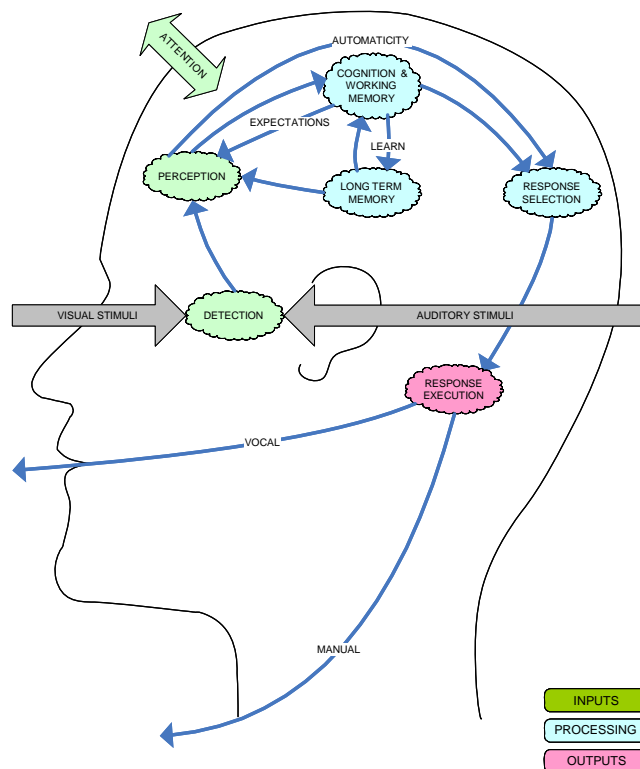 ATTENTION
AUTOMATICITY
COGNITION &
WORKING
MEMORY
EXPECTATIONS
LEARN
PERCEPTION
LONG TERM
MEMORY
RESPONSE
SELECTION
VISUAL STIMULI
DETECTION
AUDITORY STIMULI
RESPONSE
EXECUTION
VOCAL
MANUAL
INPUTS
PROCESSING
OUTPUTS